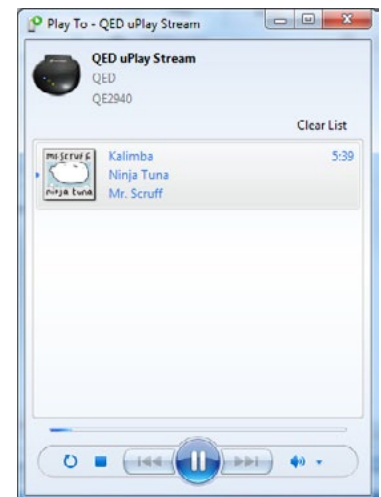 Play To - QED uPlay Stream
QED uPlay Stream
QED
QE2940
Clear List
mr.scruff
ninja tuna
Kalimba 5:39
Ninja Tuna
Mr. Scruff